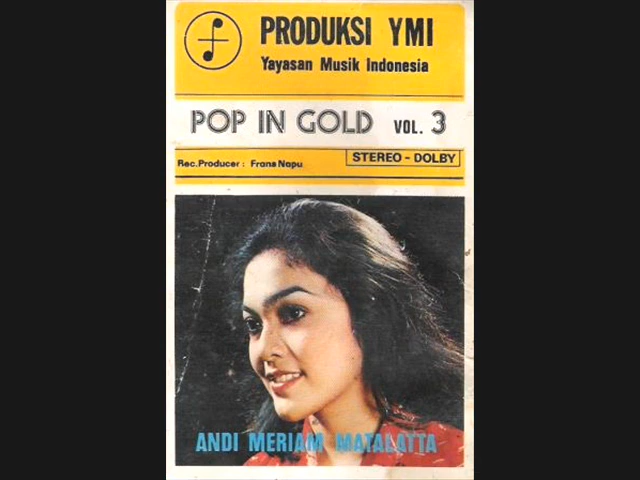 PRODUKSI YMI
Yayasan Musik Indonesia
POP IN GOLD VOL. 3
Rec.Producer : Frans Napu
STEREO - DOLBY
ANDI MERIAM MATALATTA